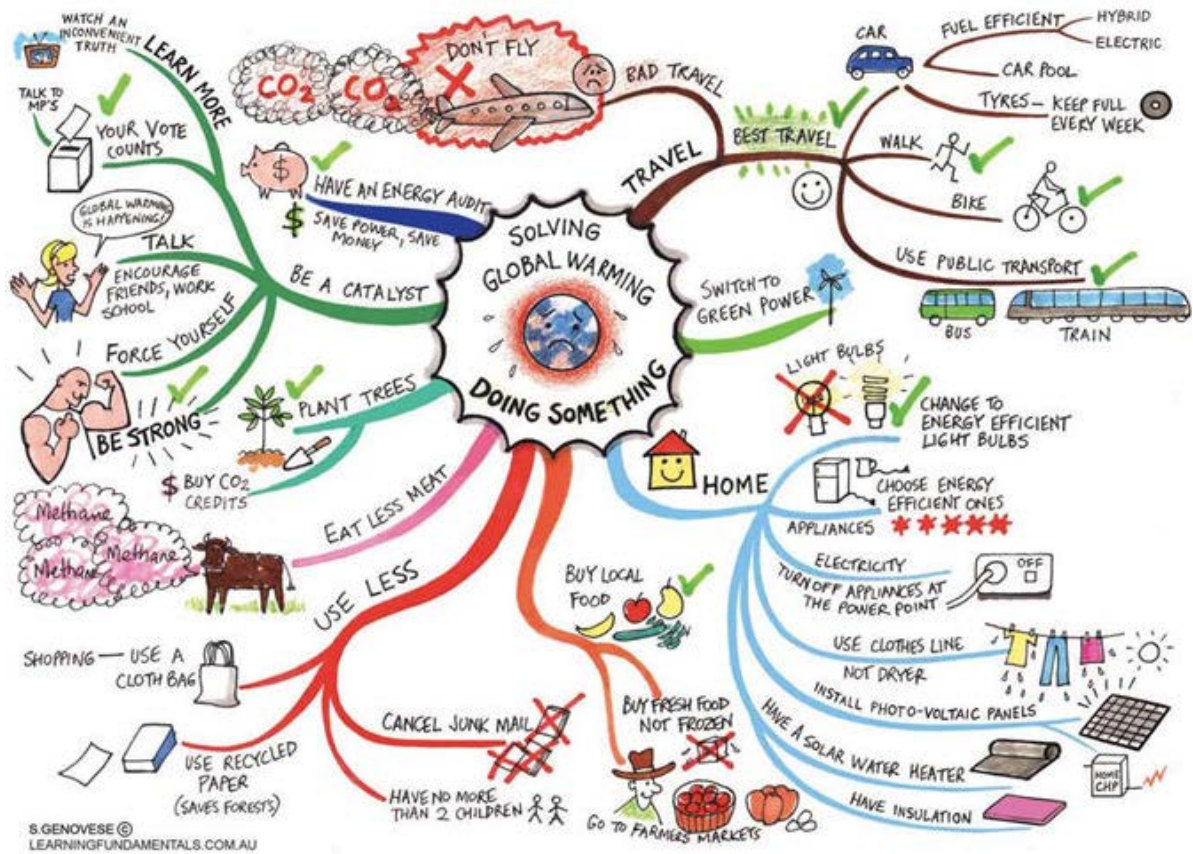 SOLVING
GLOBAL WARMING
DOING SOMETHING
TRAVEL
BAD TRAVEL
DON'T FLY
CO2
CO2
BEST TRAVEL
CAR
FUEL EFFICIENT
HYBRID
ELECTRIC
CAR POOL
TYRES — KEEP FULL
EVERY WEEK
WALK
BIKE
USE PUBLIC TRANSPORT
BUS
TRAIN
SWITCH TO
GREEN POWER
HOME
LIGHT BULBS
CHANGE TO
ENERGY EFFICIENT
LIGHT BULBS
CHOOSE ENERGY
EFFICIENT ONES
APPLIANCES
ELECTRICITY
TURN OFF APPLIANCES AT
THE POWER POINT
OFF
USE CLOTHES LINE
NOT DRYER
INSTALL PHOTO-VOLTAIC PANELS
HOME
CHP
HAVE A SOLAR WATER HEATER
HAVE INSULATION
BUY LOCAL
FOOD
BUY FRESH FOOD
NOT FROZEN
GO TO FARMERS MARKETS
USE LESS
SHOPPING — USE A
CLOTH BAG
USE RECYCLED
PAPER
(SAVES FORESTS)
CANCEL JUNK MAIL
HAVE NO MORE
THAN 2 CHILDREN
EAT LESS MEAT
Methane
Methane
Methane
PLANT TREES
$ BUY CO2
CREDITS
BE A CATALYST
LEARN MORE
WATCH AN
INCONVENIENT
TRUTH
TALK TO
MP'S
YOUR VOTE
COUNTS
GLOBAL WARMING
IS HAPPENING!
TALK
ENCOURAGE
FRIENDS, WORK
SCHOOL
FORCE YOURSELF
BE STRONG
HAVE AN ENERGY AUDIT
$
$ SAVE POWER, SAVE
MONEY
S.GENOVESE ©
LEARNINGFUNDAMENTALS.COM.AU